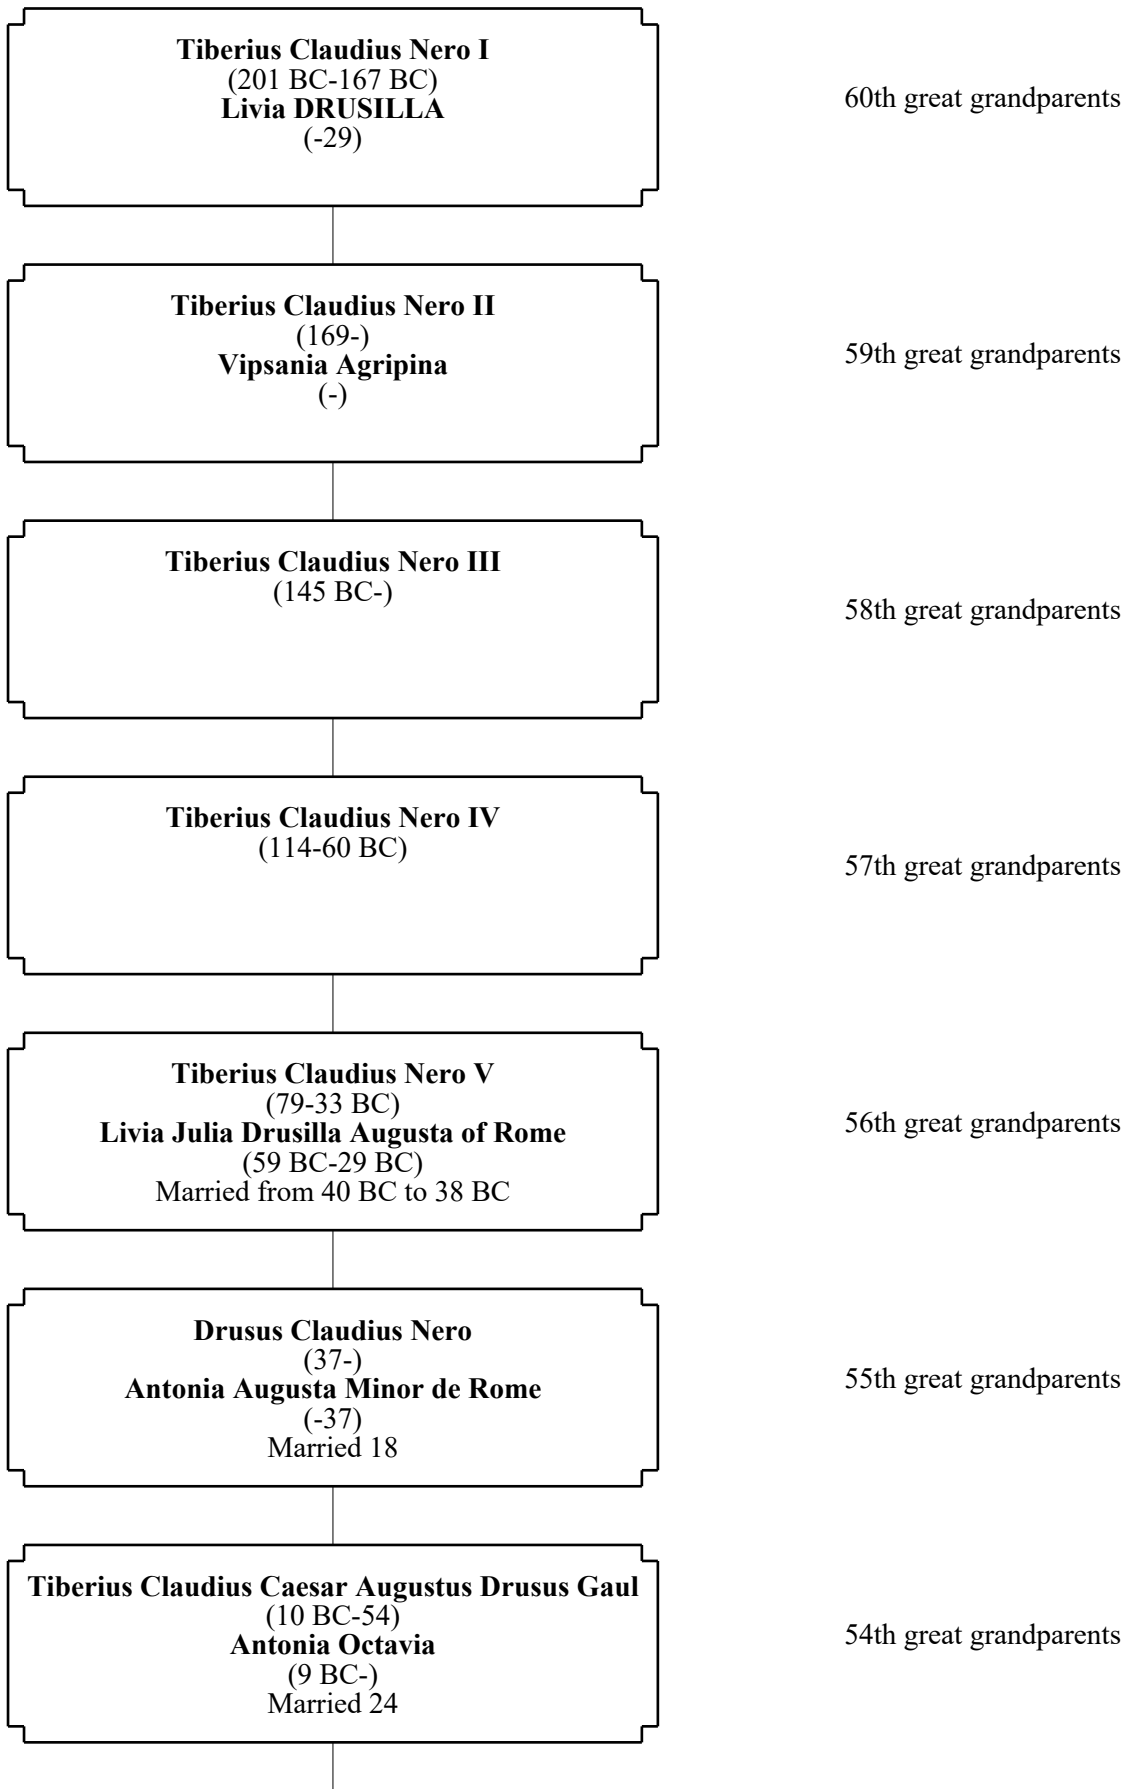 Tiberius Claudius Nero I
(201 BC-167 BC)
Livia DRUSILLA
(-29)
60th great grandparents
Tiberius Claudius Nero II
(169-)
Vipsania Agripina
(-)
59th great grandparents
Tiberius Claudius Nero III
(145 BC-)
58th great grandparents
Tiberius Claudius Nero IV
(114-60 BC)
57th great grandparents
Tiberius Claudius Nero V
(79-33 BC)
Livia Julia Drusilla Augusta of Rome
(59 BC-29 BC)
Married from 40 BC to 38 BC
56th great grandparents
Drusus Claudius Nero
(37-)
Antonia Augusta Minor de Rome
(-37)
Married 18
55th great grandparents
Tiberius Claudius Caesar Augustus Drusus Gaul
(10 BC-54)
Antonia Octavia
(9 BC-)
Married 24
54th great grandparents